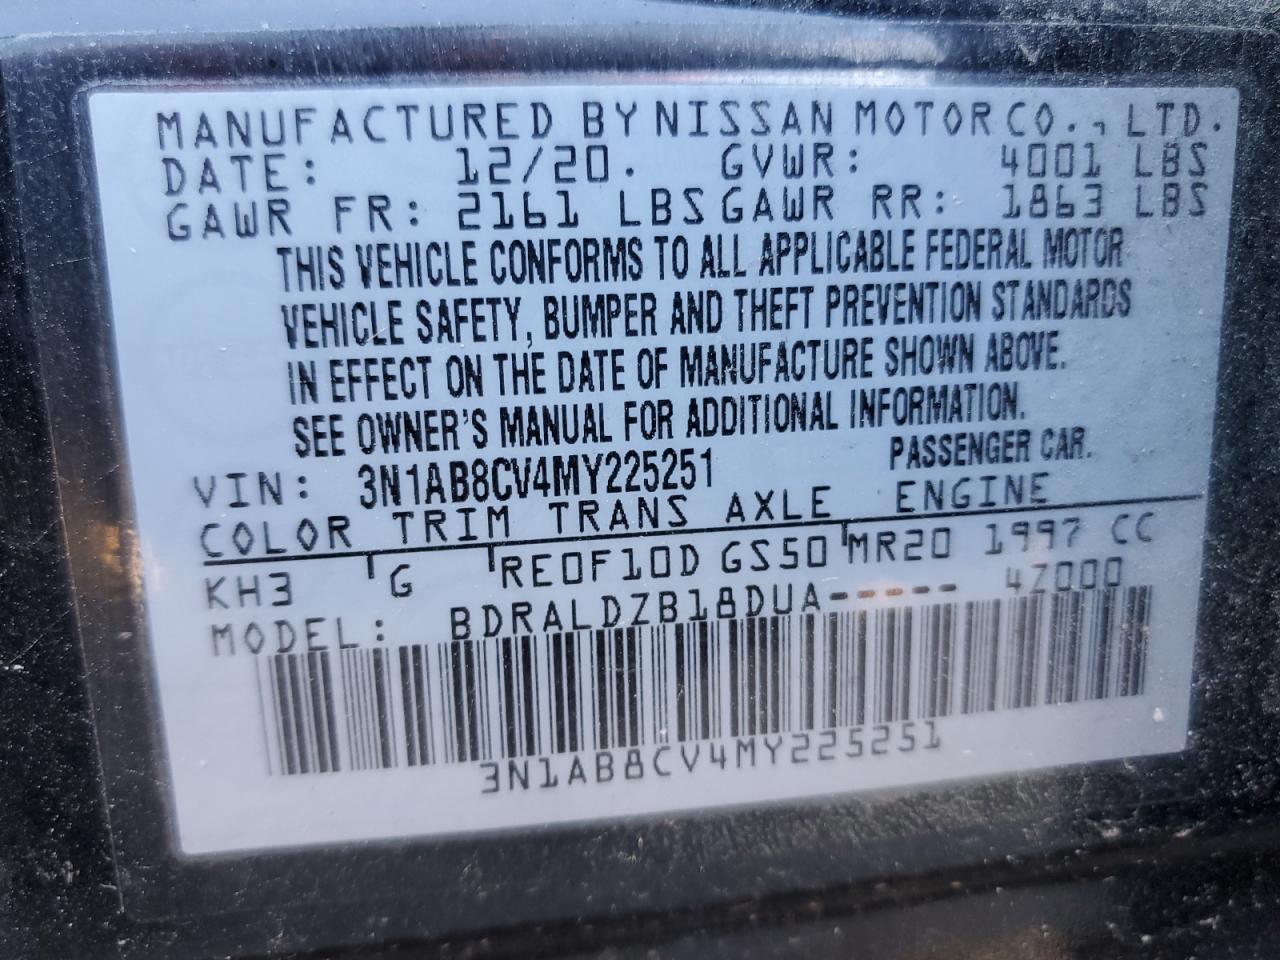 MANUFACTURED BY NISSAN MOTOR CO., LTD.
DATE: 12/20. GVWR: 4001 LBS
GAWR FR: 2161 LBS GAWR RR: 1863 LBS
THIS VEHICLE CONFORMS TO ALL APPLICABLE FEDERAL MOTOR
VEHICLE SAFETY, BUMPER AND THEFT PREVENTION STANDARDS
IN EFFECT ON THE DATE OF MANUFACTURE SHOWN ABOVE.
SEE OWNER'S MANUAL FOR ADDITIONAL INFORMATION.
VIN: 3N1AB8CV4MY225251 PASSENGER CAR.
COLOR TRIM TRANS AXLE ENGINE
KH3 G RE0F10D GS50 MR20 1997 CC
MODEL: BDRALDZB18DUA----- 4Z000
3N1AB8CV4MY225251